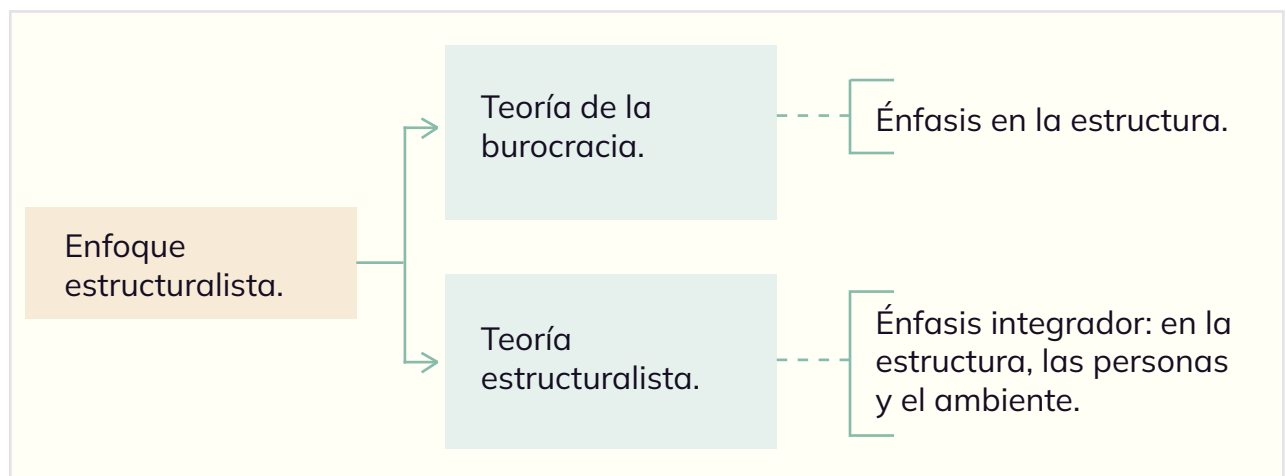 Enfoque
estructuralista.
Teoría de la
burocracia.
Énfasis en la estructura.
Teoría
estructuralista.
Énfasis integrador: en la
estructura, las personas
y el ambiente.